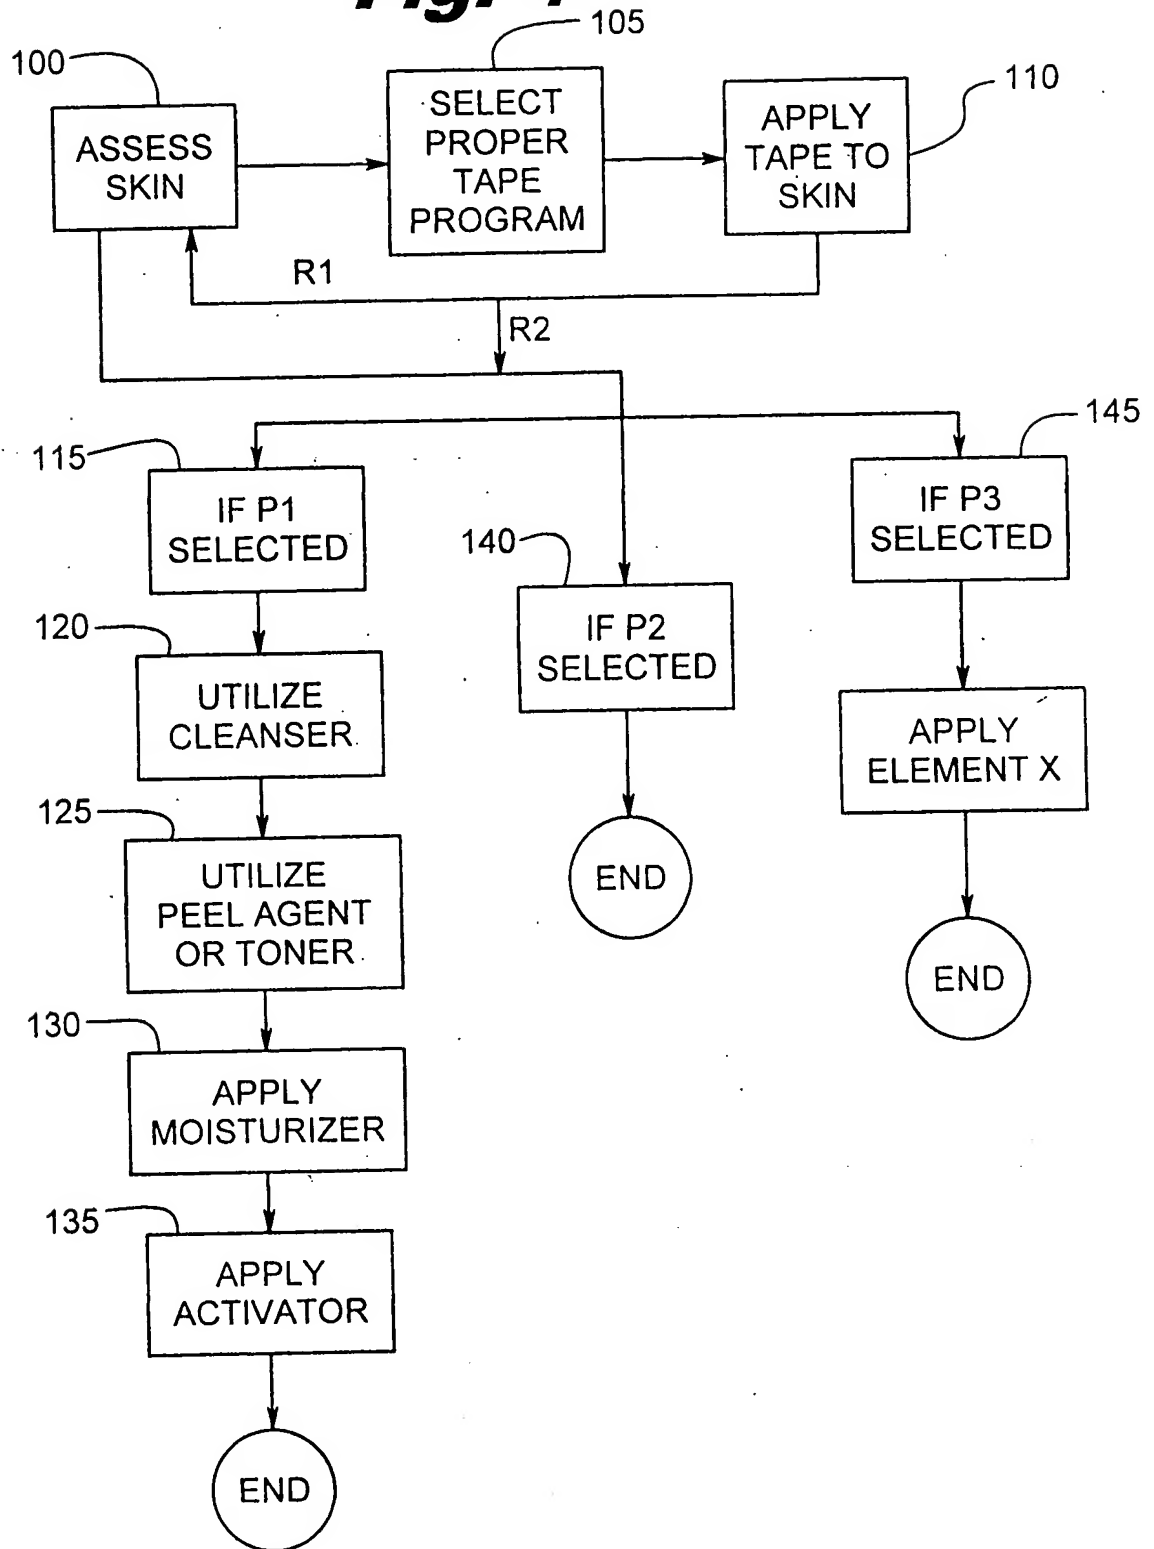 100
105
110
ASSESS
SKIN
SELECT
PROPER
TAPE
PROGRAM
APPLY
TAPE TO
SKIN
R1
R2
115
IF P1
SELECTED
120
UTILIZE
CLEANSER
125
UTILIZE
PEEL AGENT
OR TONER
130
APPLY
MOISTURIZER
135
APPLY
ACTIVATOR
END
140
IF P2
SELECTED
END
145
IF P3
SELECTED
APPLY
ELEMENT X
END